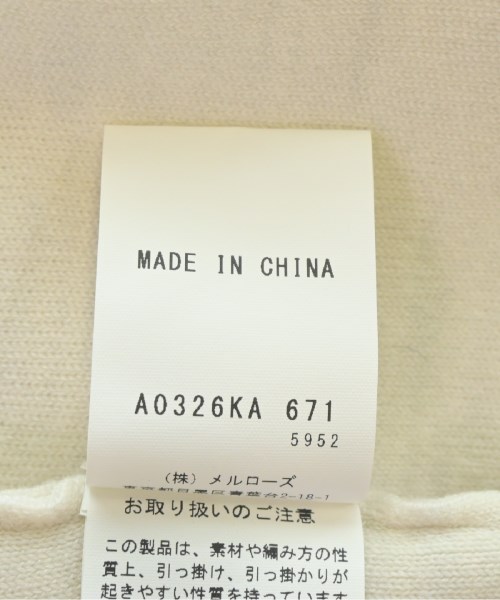 MADE IN CHINA
A0326KA 671
5952
(株) メルローズ
お取り扱いのご注意
この製品は、素材や編み方の性
質上、引っ掛け、引っ掛かりが
起きやすい性質を持っています